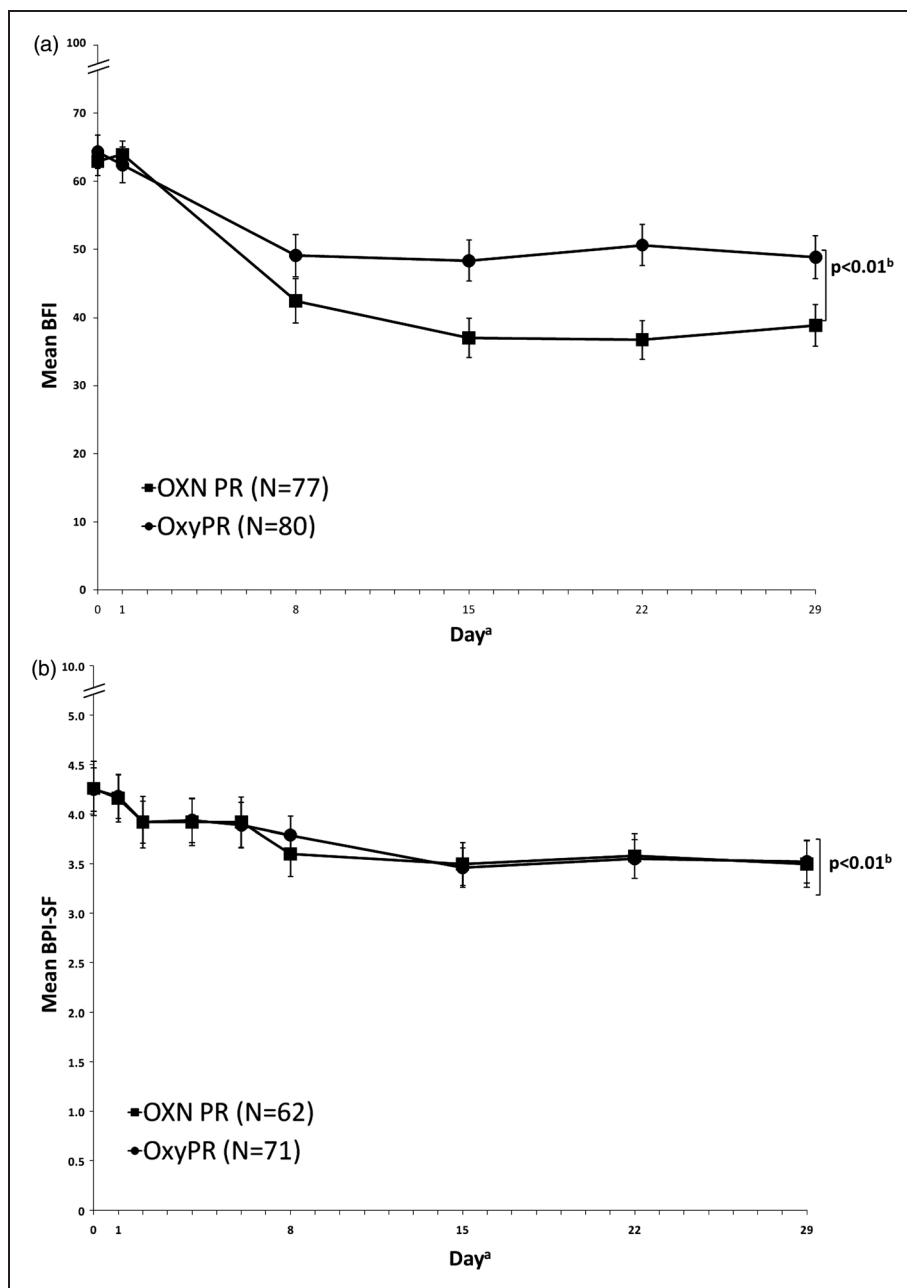 (a)
100
70
60
50
40
30
20
10
0
Mean BFI
p<0.01ᵇ
OXN PR (N=77)
OxyPR (N=80)
0 1 8 15 22 29
Dayᵃ
(b)
10.0
5.0
4.5
4.0
3.5
3.0
2.5
2.0
1.5
1.0
0.5
0
Mean BPI-SF
p<0.01ᵇ
OXN PR (N=62)
OxyPR (N=71)
0 1 8 15 22 29
Dayᵃ